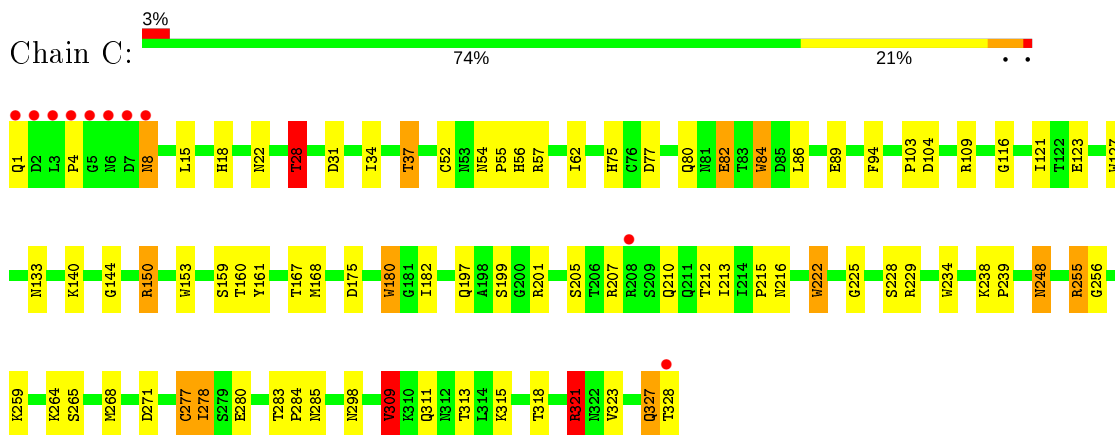 3%
Chain C:
74% 21% • •
Q1 D2 L3 P4 G5 N6 D7 N8 L15 H18 N22 T28 D31 I34 T37 C52 N53 N54 P55 H56 R57 I62 H75 C76 D77 Q80 N81 E82 T83 W84 D85 L86 E89 F94 P103 D104 R109 G116 I121 T122 E123 W127
N133 K140 G144 R150 W153 S159 T160 Y161 T167 M168 D175 W180 G181 I182 Q197 A198 S199 G200 R201 S205 T206 R207 R208 S209 Q210 Q211 T212 I213 I214 P215 N216 W222 G225 S228 R229 W234 K238 P239 N248 R255 G256
K259 K264 S265 M268 D271 C277 I278 S279 E280 T283 P284 N285 N298 V309 K310 Q311 N312 T313 L314 K315 T318 R321 N322 V323 Q327 T328